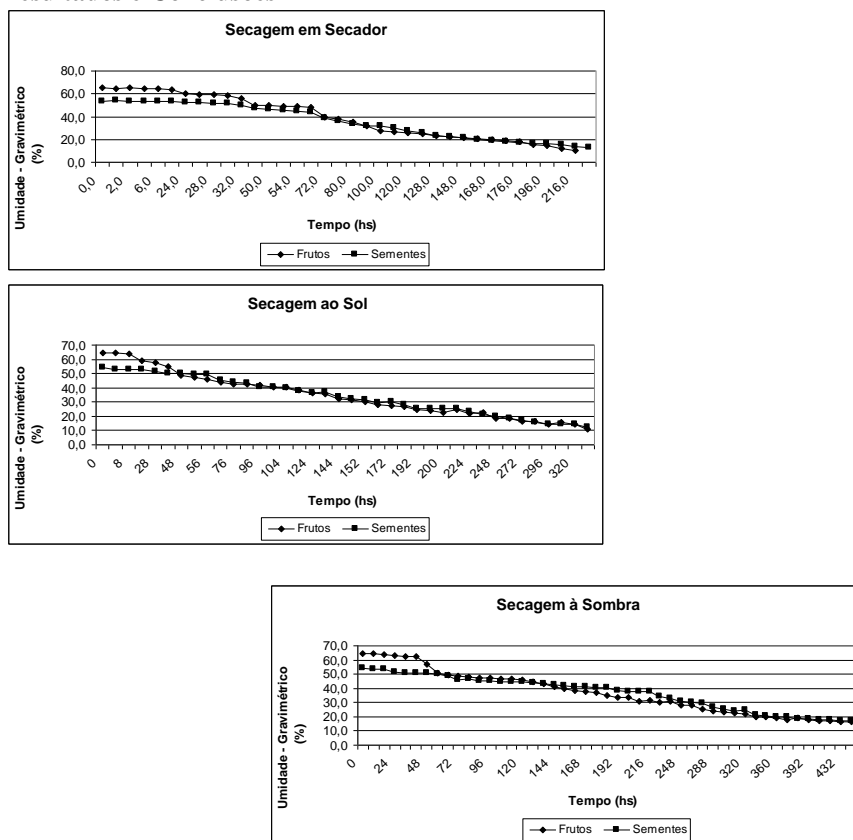 Secagem em Secador
80,0
60,0
40,0
20,0
0,0
Umidade - Gravimétrico
(%)
0,0 2,0 6,0 24,0 28,0 32,0 50,0 54,0 72,0 80,0 100,0 120,0 128,0 148,0 168,0 176,0 196,0 216,0
Tempo (hs)
Frutos Sementes
Secagem ao Sol
70,0
60,0
50,0
40,0
30,0
20,0
10,0
0,0
Umidade - Gravimétrico
(%)
0 8 28 48 56 76 96 104 124 144 152 172 192 200 224 248 272 296 320
Tempo (hs)
Frutos Sementes
Secagem à Sombra
70,0
60,0
50,0
40,0
30,0
20,0
10,0
0,0
Umidade - Gravimétrico
(%)
0 24 48 72 96 120 144 168 192 216 248 288 320 360 392 432
Tempo (hs)
Frutos Sementes